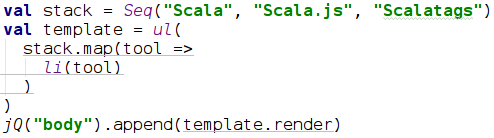 val stack = Seq("Scala", "Scala.js", "Scalatags")
val template = ul(
  stack.map(tool =>
    li(tool)
  )
)
jQ("body").append(template.render)